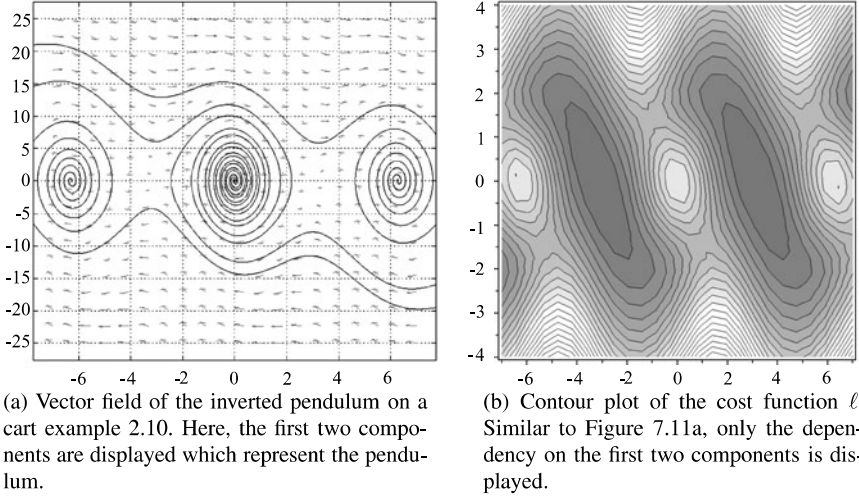 25
20
15
10
5
0
-5
-10
-15
-20
-25
-6 -4 -2 0 2 4 6
4
3
2
1
0
-1
-2
-3
-4
-6 -4 -2 0 2 4 6
(a) Vector field of the inverted pendulum on a
cart example 2.10. Here, the first two compo-
nents are displayed which represent the pendu-
lum.
(b) Contour plot of the cost function ℓ
Similar to Figure 7.11a, only the depen-
dency on the first two components is dis-
played.